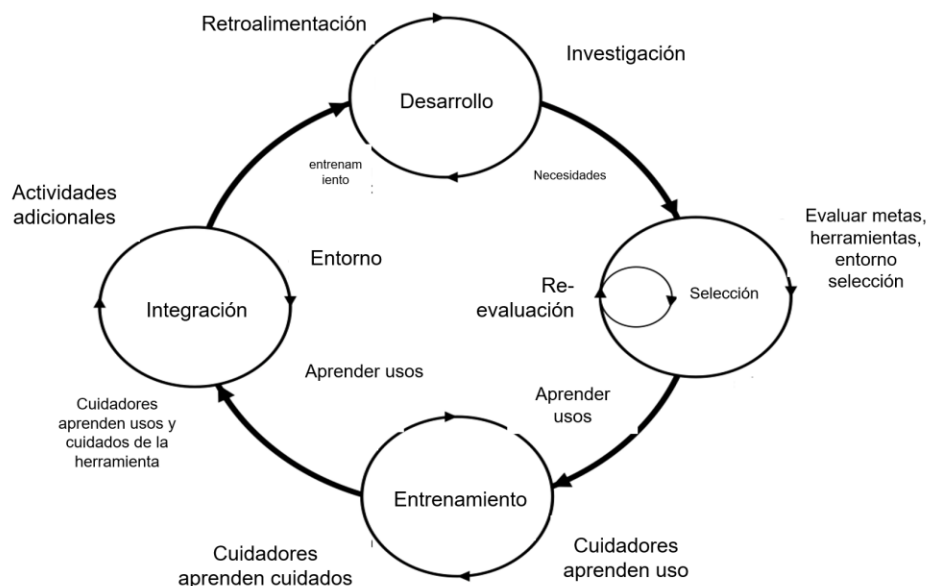 Retroalimentación
Investigación
Desarrollo
entrenam
iento
Necesidades
Actividades
adicionales
Evaluar metas,
herramientas,
entorno
selección
Entorno
Re-
evaluación
Selección
Integración
Aprender usos
Aprender
usos
Cuidadores
aprenden usos y
cuidados de la
herramienta
Entrenamiento
Cuidadores
aprenden cuidados
Cuidadores
aprenden uso